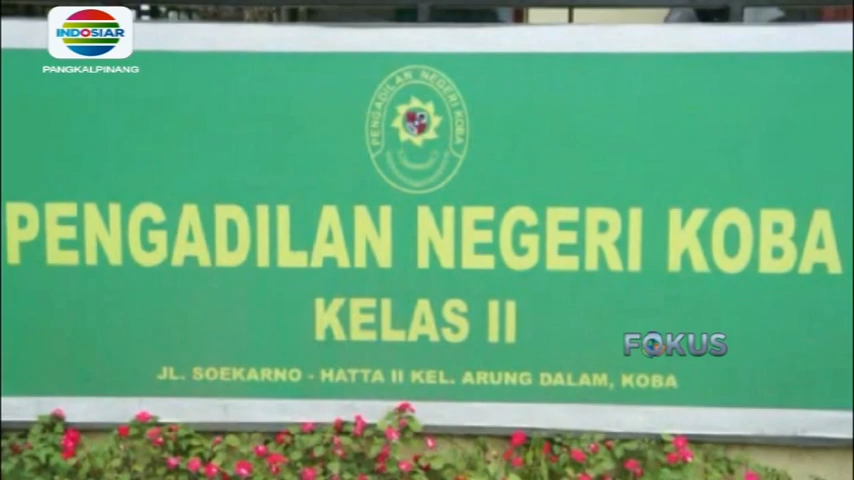 INDOSIAR
PANGKALPINANG
PENGADILAN NEGERI KOBA
PENGADILAN NEGERI KOBA
KELAS II
FOKUS
JL. SOEKARNO - HATTA II KEL. ARUNG DALAM, KOBA